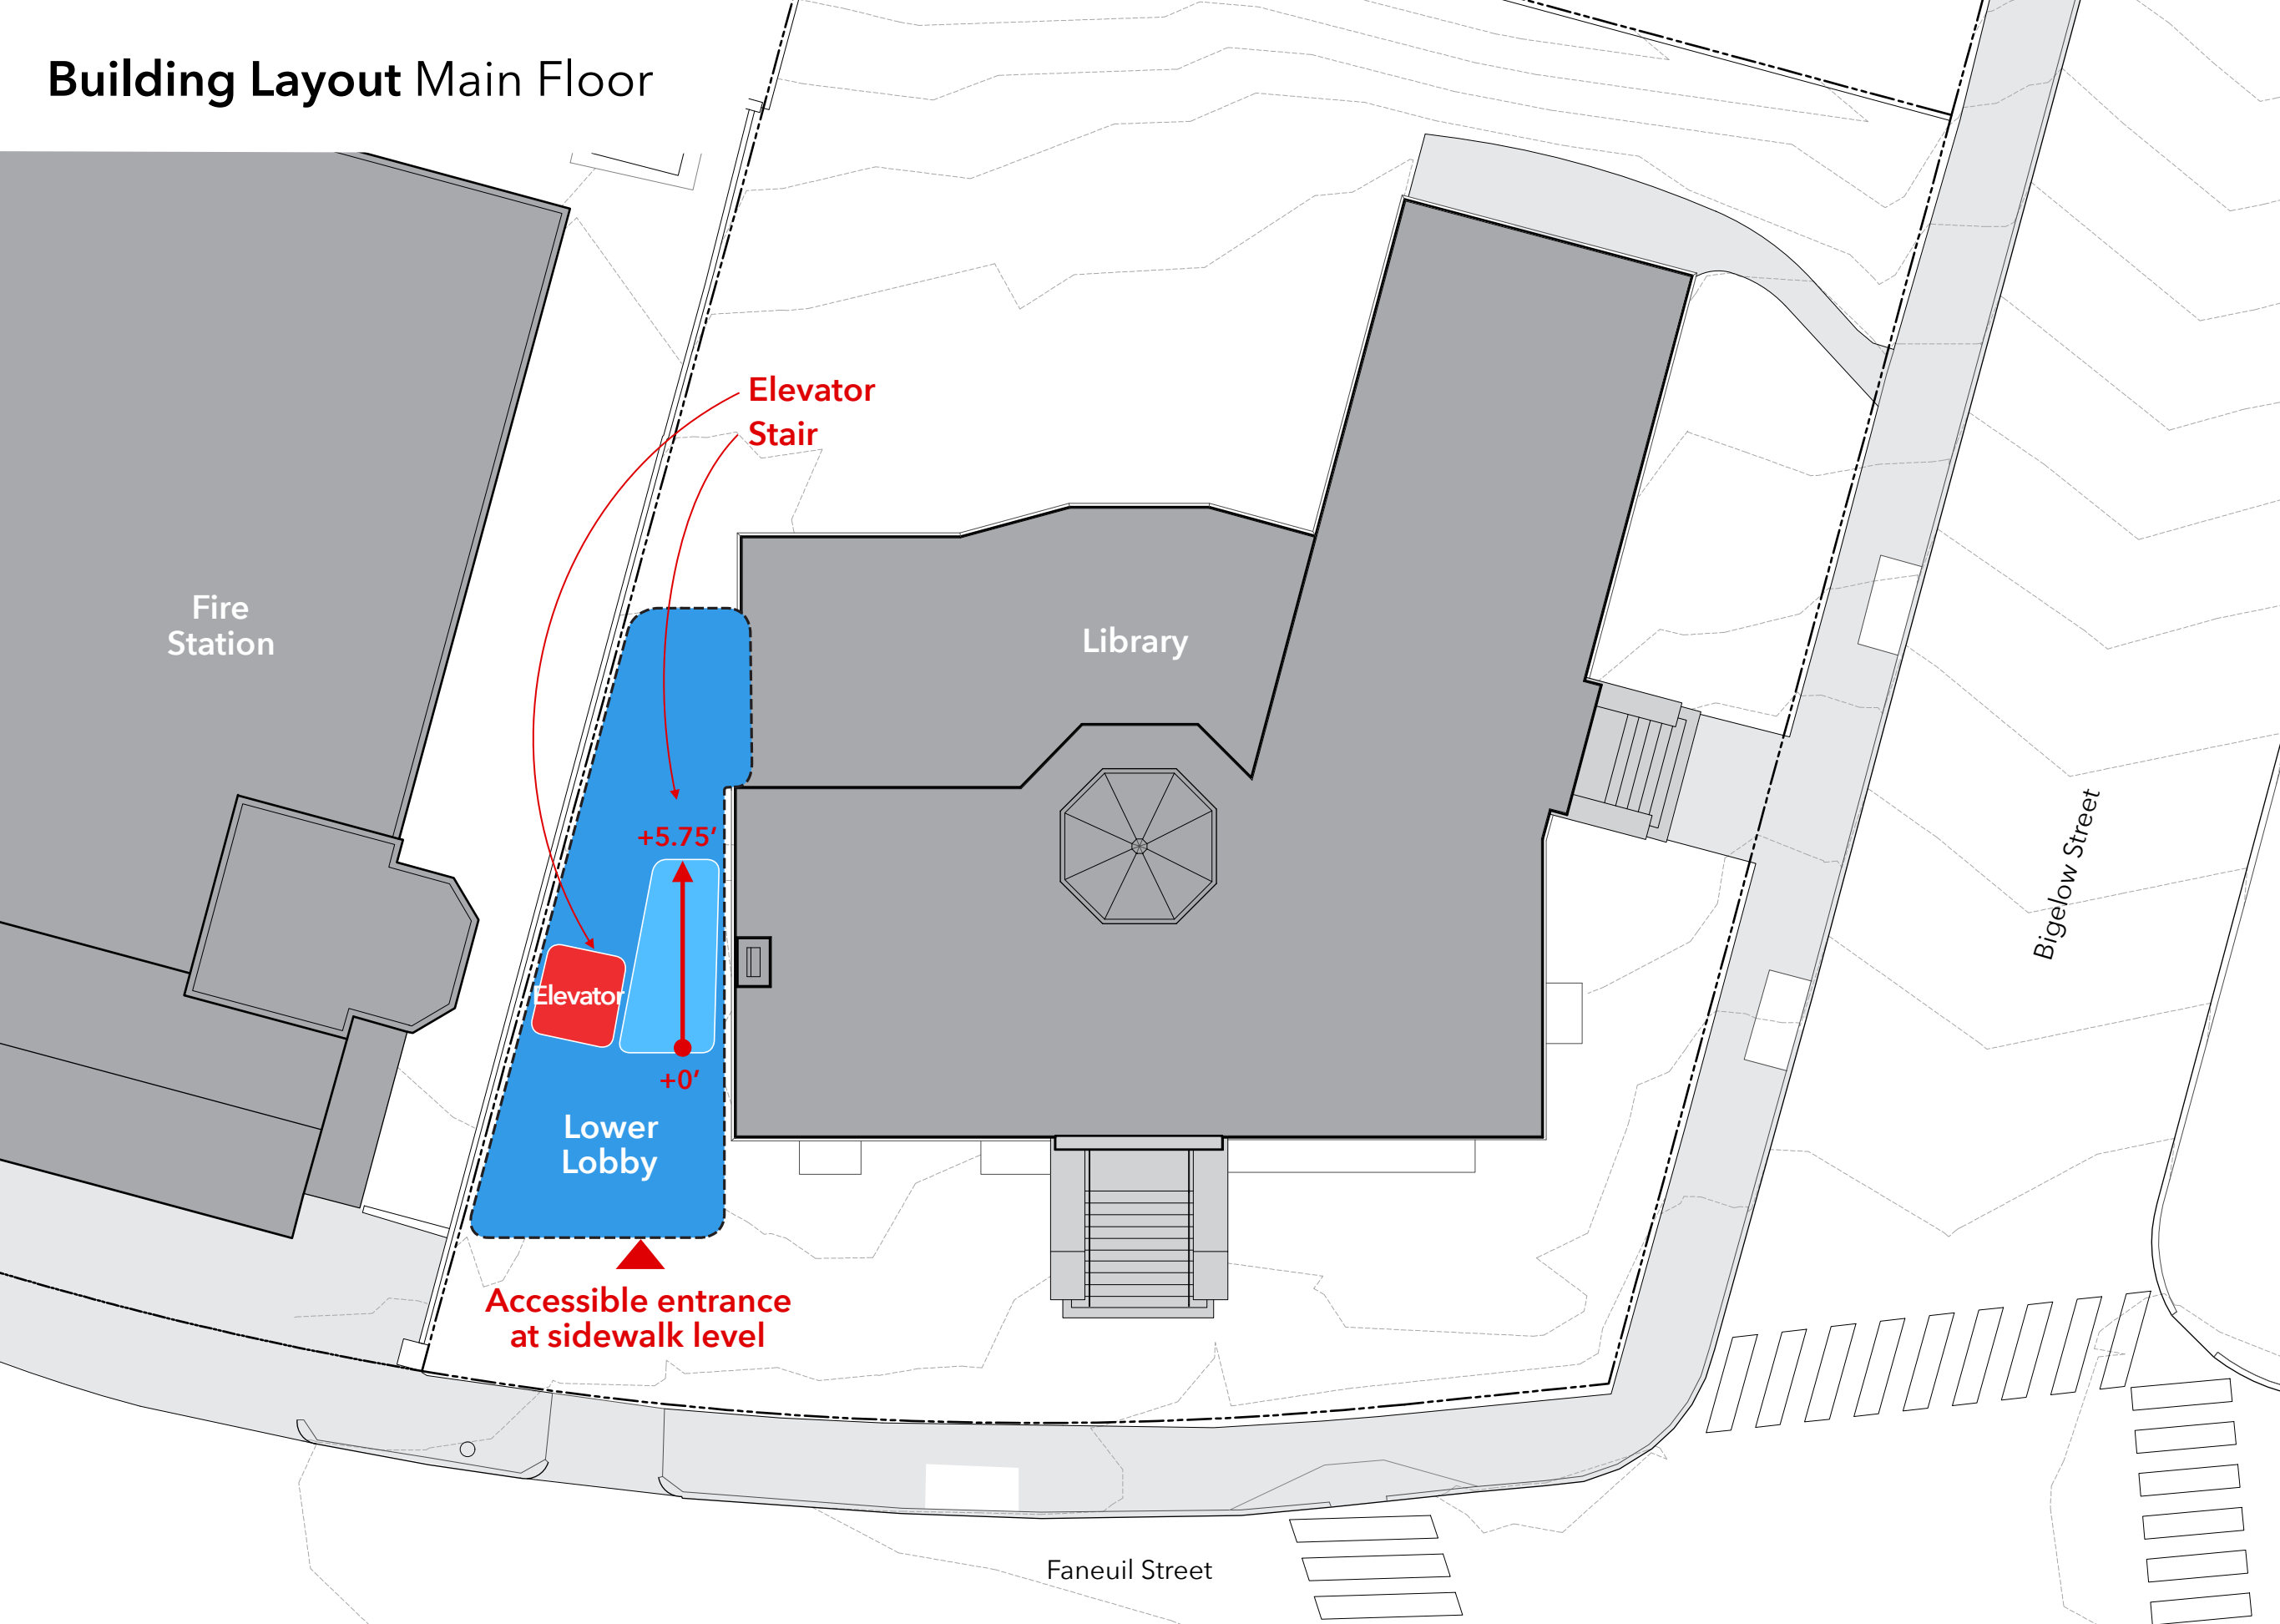 Building Layout Main Floor
Elevator
Stair
Fire
Station
Library
+5.75’
Elevator
+0’
Lower
Lobby
Accessible entrance
at sidewalk level
Bigelow Street
Faneuil Street